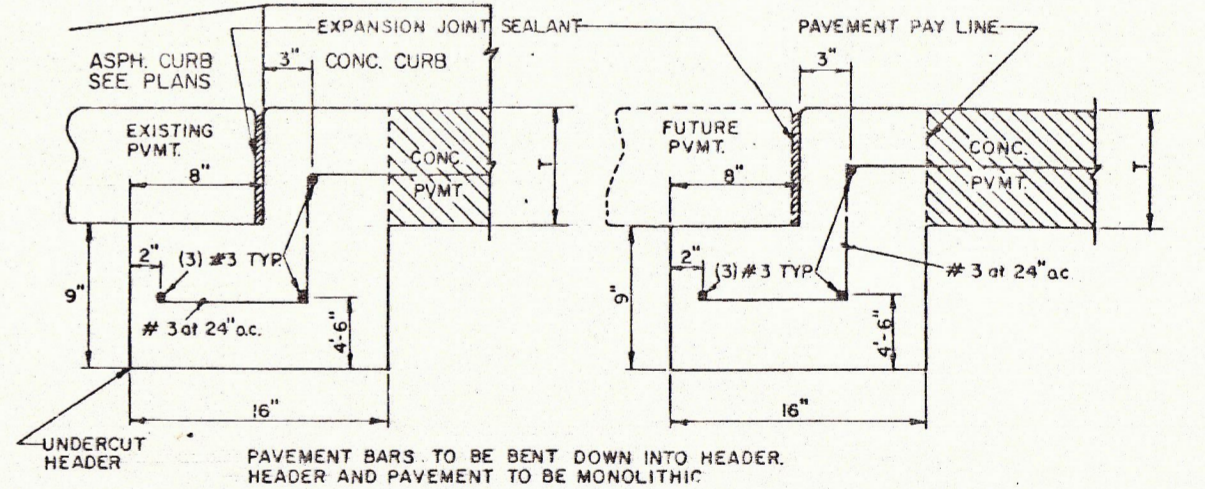 EXPANSION JOINT SEALANT
PAVEMENT PAY LINE
ASPH. CURB
SEE PLANS
3"
CONC. CURB
3"
EXISTING
PVMT.
8"
CONC.
PVMT.
T
FUTURE
PVMT.
8"
CONC.
PVMT.
T
2"
(3) #3 TYP.
9"
# 3 at 24" o.c.
4'-6"
16"
2"
(3) #3 TYP.
# 3 at 24" o.c.
9"
4'-6"
16"
UNDERCUT
HEADER
PAVEMENT BARS TO BE BENT DOWN INTO HEADER.
HEADER AND PAVEMENT TO BE MONOLITHIC